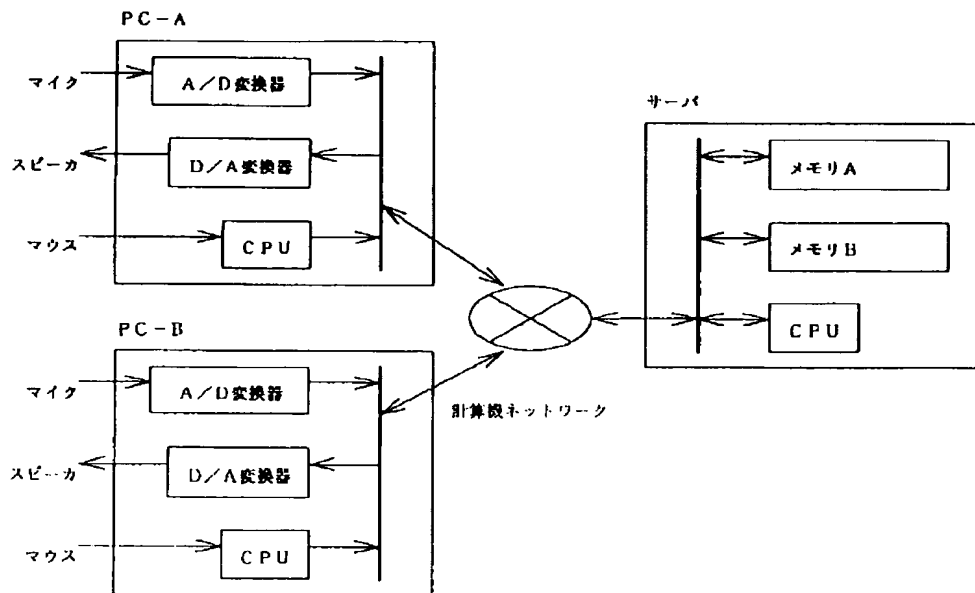 PC-A
マイク
A/D変換器
スピーカ
D/A変換器
マウス
CPU
サーバ
メモリA
メモリB
CPU
PC-B
マイク
A/D変換器
スピーカ
D/A変換器
マウス
CPU
計算機ネットワーク